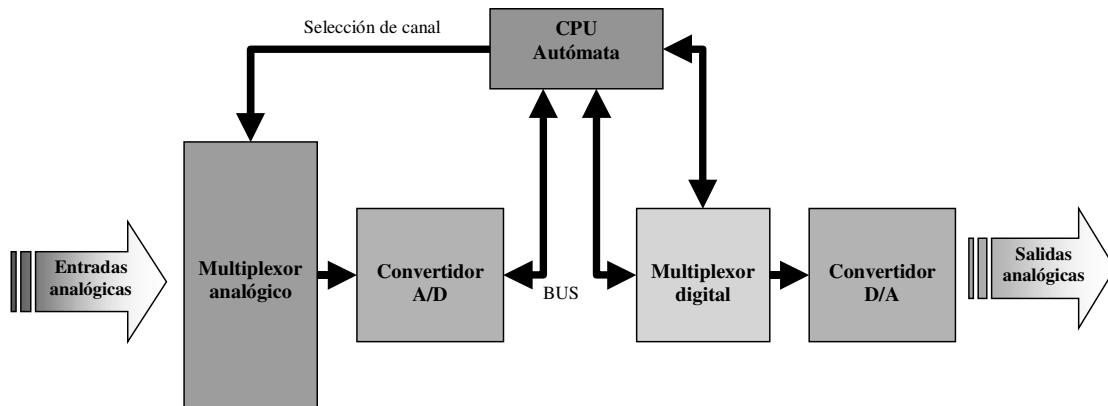 Selección de canal
CPU
Autómata
Entradas
analógicas
Multiplexor
analógico
Convertidor
A/D
BUS
Multiplexor
digital
Convertidor
D/A
Salidas
analógicas